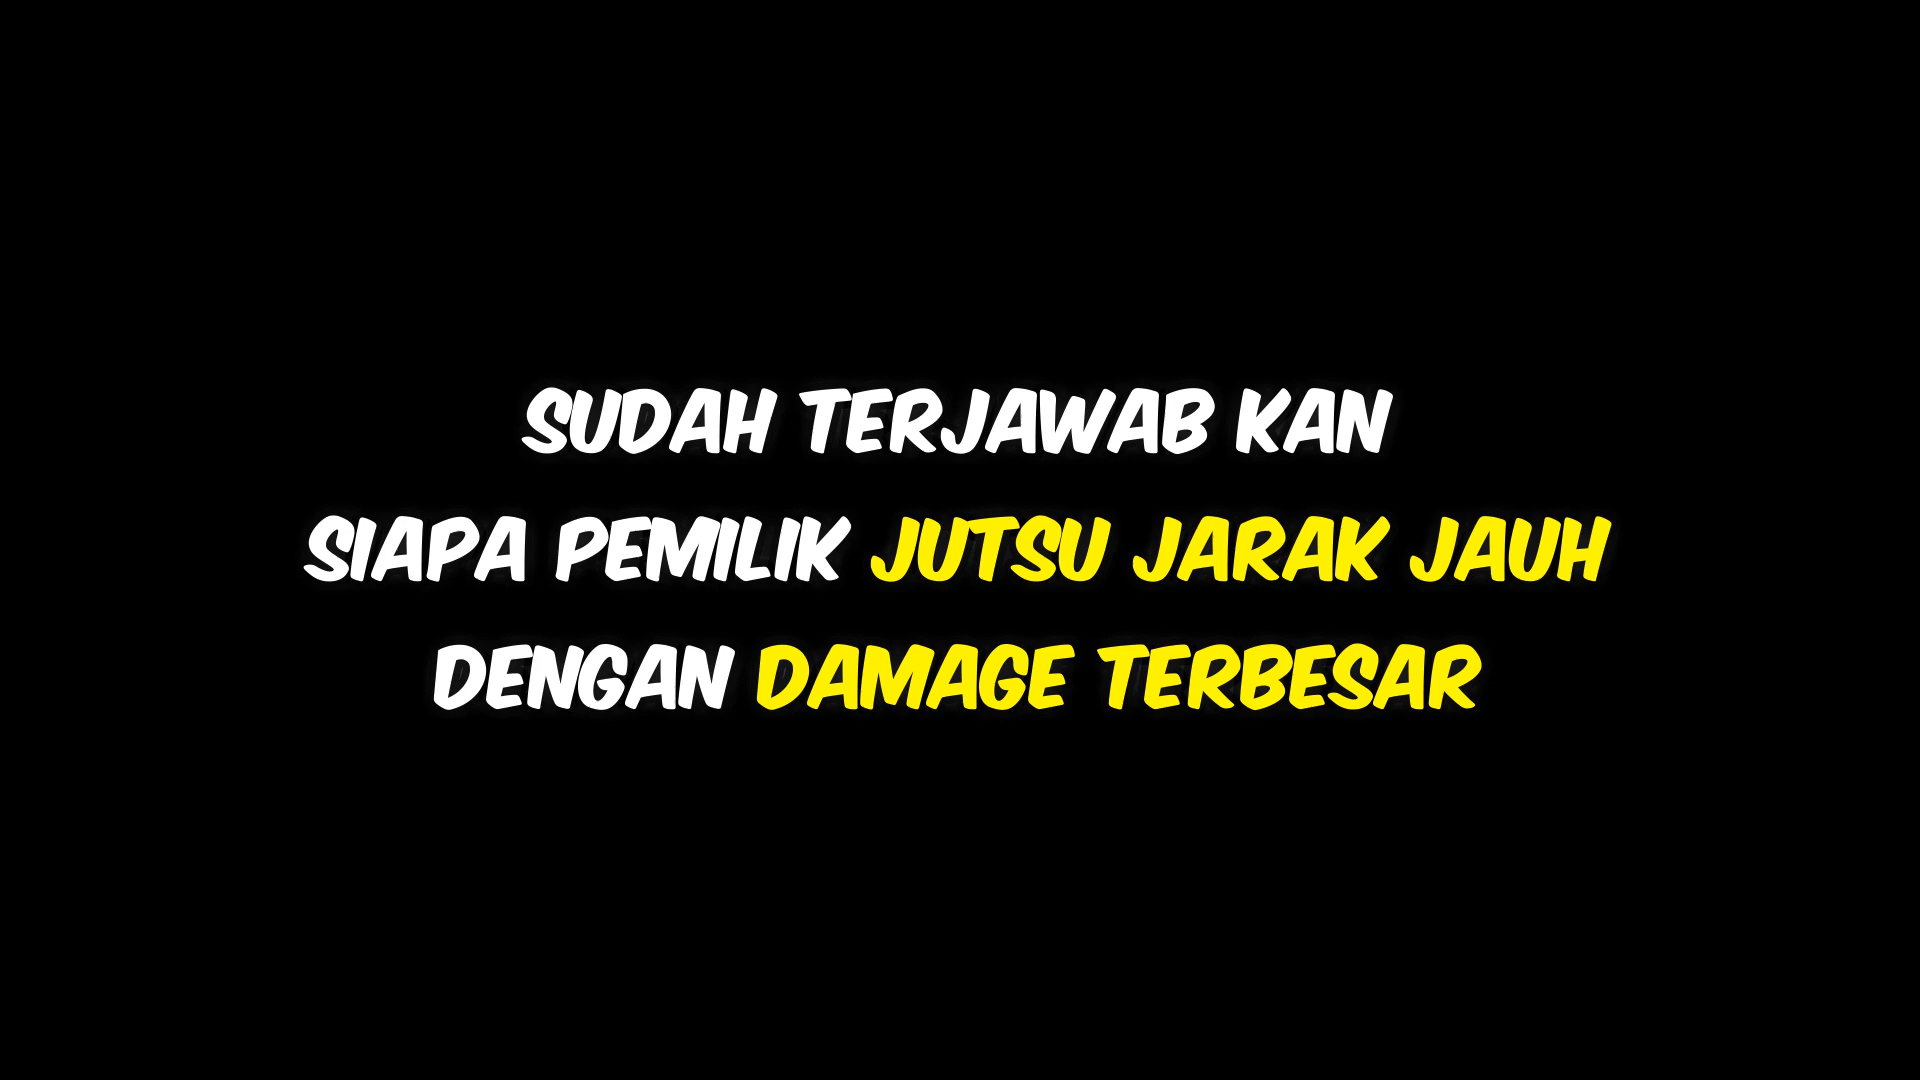 SUDAH TERJAWAB KAN
SIAPA PEMILIK JUTSU JARAK JAUH
DENGAN DAMAGE TERBESAR